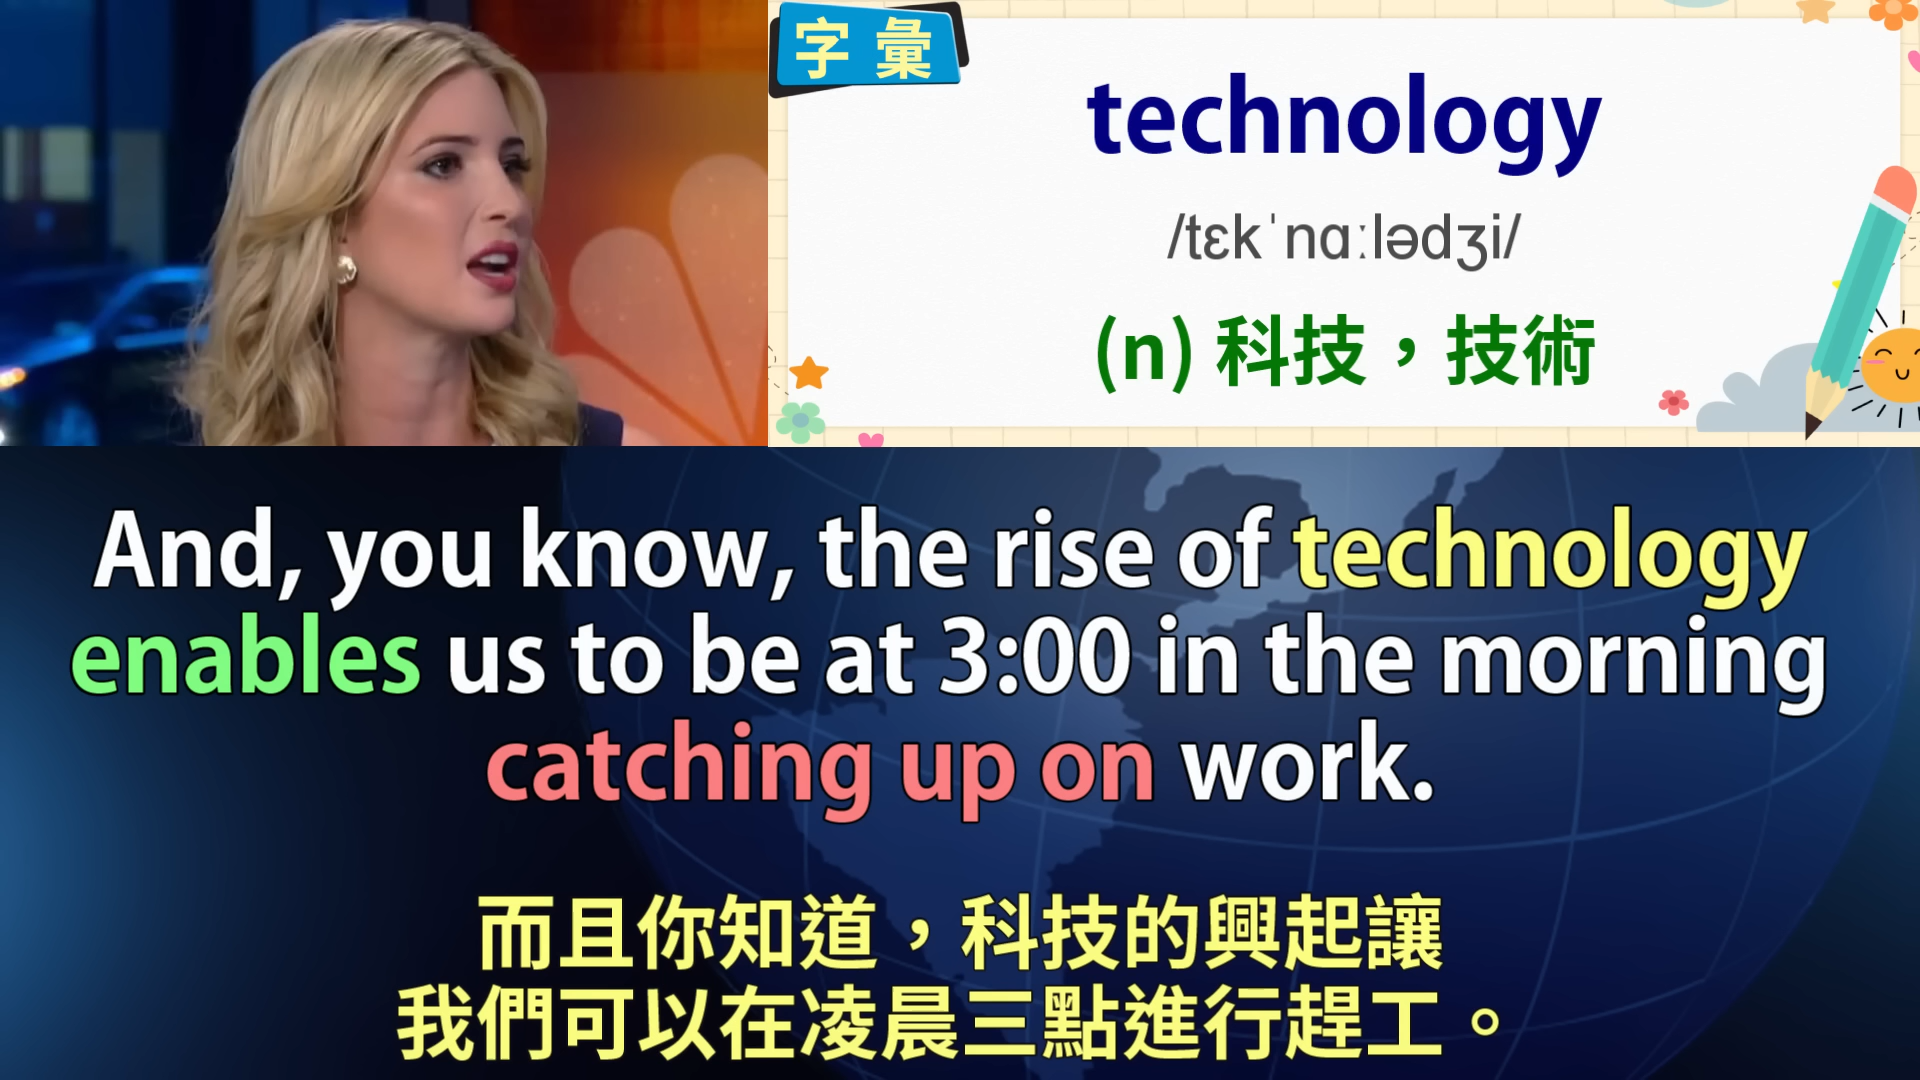 字彙
technology
/tɛkˈnɑːlədʒi/
(n) 科技，技術
And, you know, the rise of technology
enables us to be at 3:00 in the morning
catching up on work.
而且你知道，科技的興起讓
我們可以在凌晨三點進行趕工。